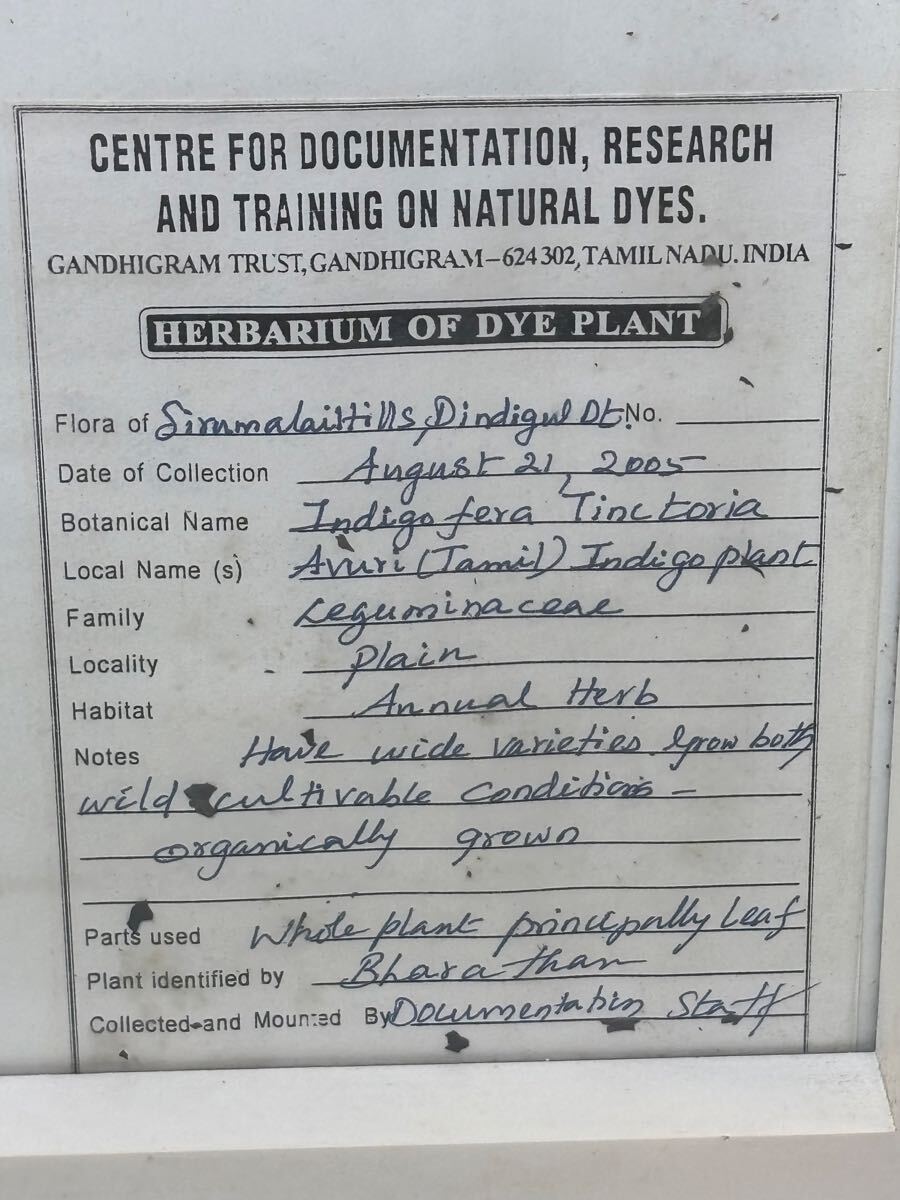 CENTRE FOR DOCUMENTATION, RESEARCH
AND TRAINING ON NATURAL DYES.
GANDHIGRAM TRUST, GANDHIGRAM–624 302, TAMIL NADU. INDIA
HERBARIUM OF DYE PLANT
Flora of Sirumalai Hills, Dindigul Dt. No.
Date of Collection August 21, 2005
Botanical Name Indigofera Tinctoria
Local Name (s) Avuri (Tamil) Indigo plant
Family Leguminaceae
Locality Plain
Habitat Annual Herb
Notes Have wide varieties grow both
wild cultivable conditions –
organically grown
Parts used Whole plant principally Leaf
Plant identified by Bharathan
Collected and Mounted By Documentation Staff